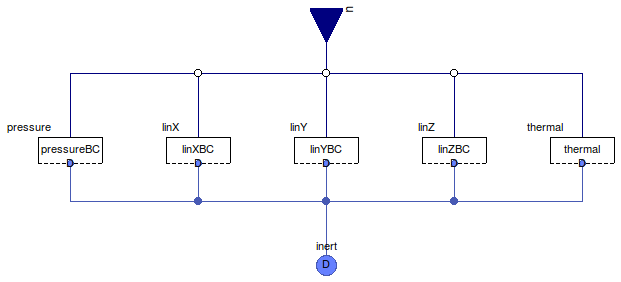 u
pressure
linX
linY
linZ
thermal
pressureBC
linXBC
linYBC
linZBC
thermal
D
D
D
D
D
inert
D